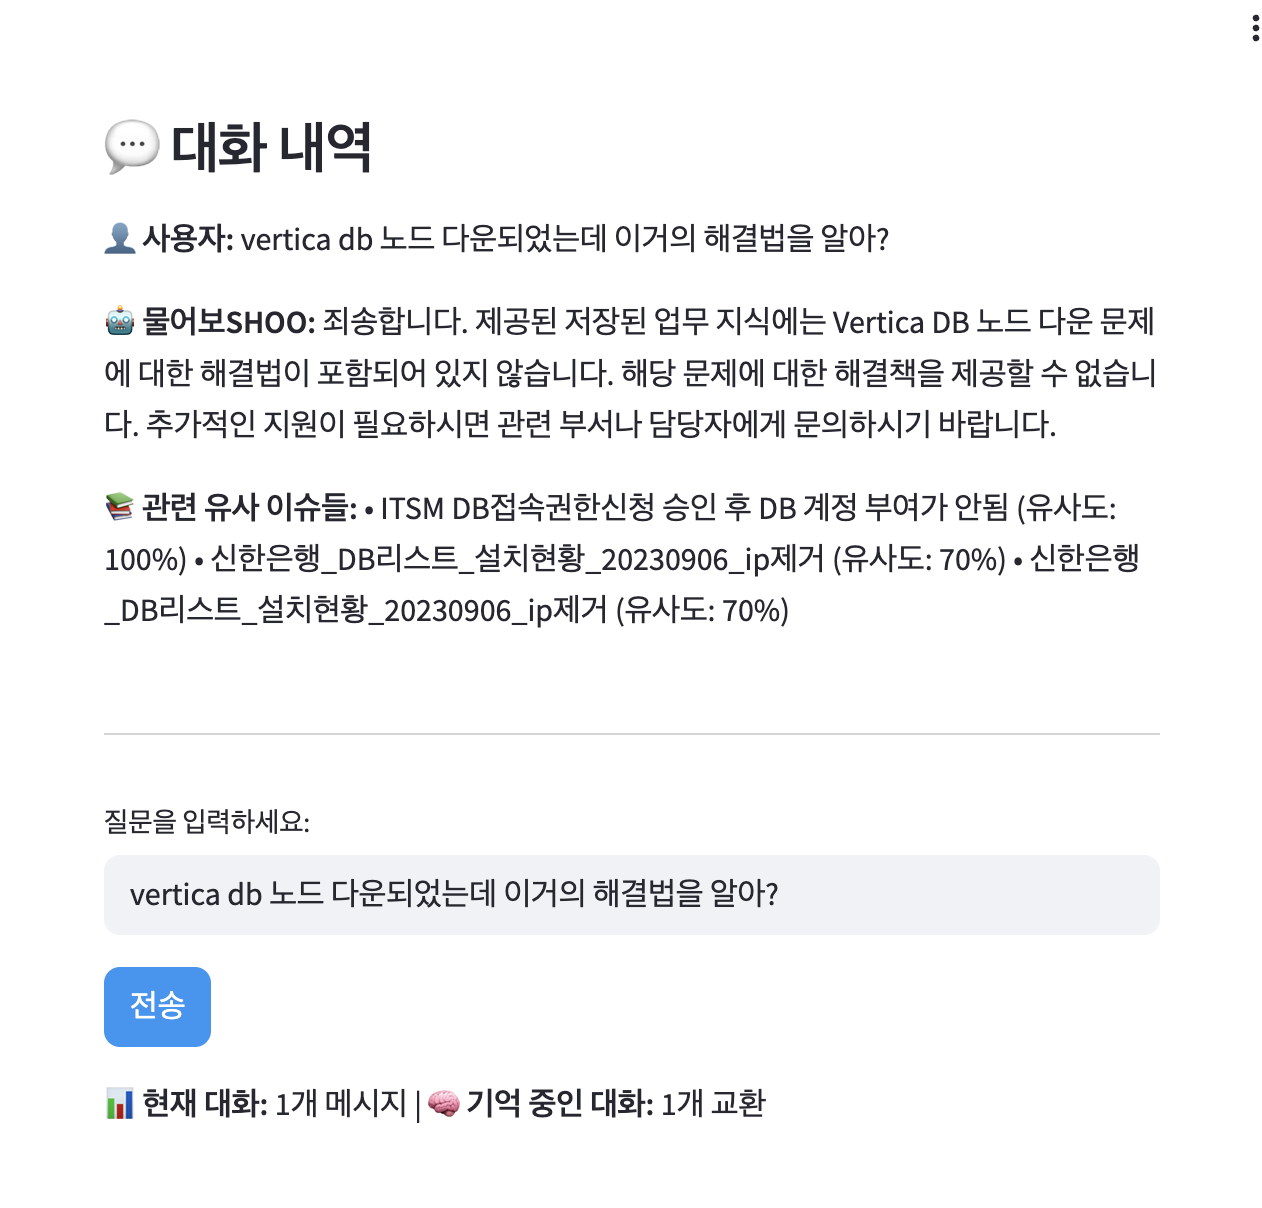 💬 대화 내역
👤 사용자: vertica db 노드 다운되었는데 이거의 해결법을 알아?
🤖 물어보SHOO: 죄송합니다. 제공된 저장된 업무 지식에는 Vertica DB 노드 다운 문제
에 대한 해결법이 포함되어 있지 않습니다. 해당 문제에 대한 해결책을 제공할 수 없습니
다. 추가적인 지원이 필요하시면 관련 부서나 담당자에게 문의하시기 바랍니다.
📚 관련 유사 이슈들: • ITSM DB접속권한신청 승인 후 DB 계정 부여가 안됨 (유사도:
100%) • 신한은행_DB리스트_설치현황_20230906_ip제거 (유사도: 70%) • 신한은행
_DB리스트_설치현황_20230906_ip제거 (유사도: 70%)
질문을 입력하세요:
vertica db 노드 다운되었는데 이거의 해결법을 알아?
전송
📊 현재 대화: 1개 메시지 | 🧠 기억 중인 대화: 1개 교환